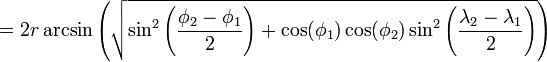 = 2r arcsin(√(sin²((ϕ₂ − ϕ₁)/2) + cos(ϕ₁) cos(ϕ₂) sin²((λ₂ − λ₁)/2)))